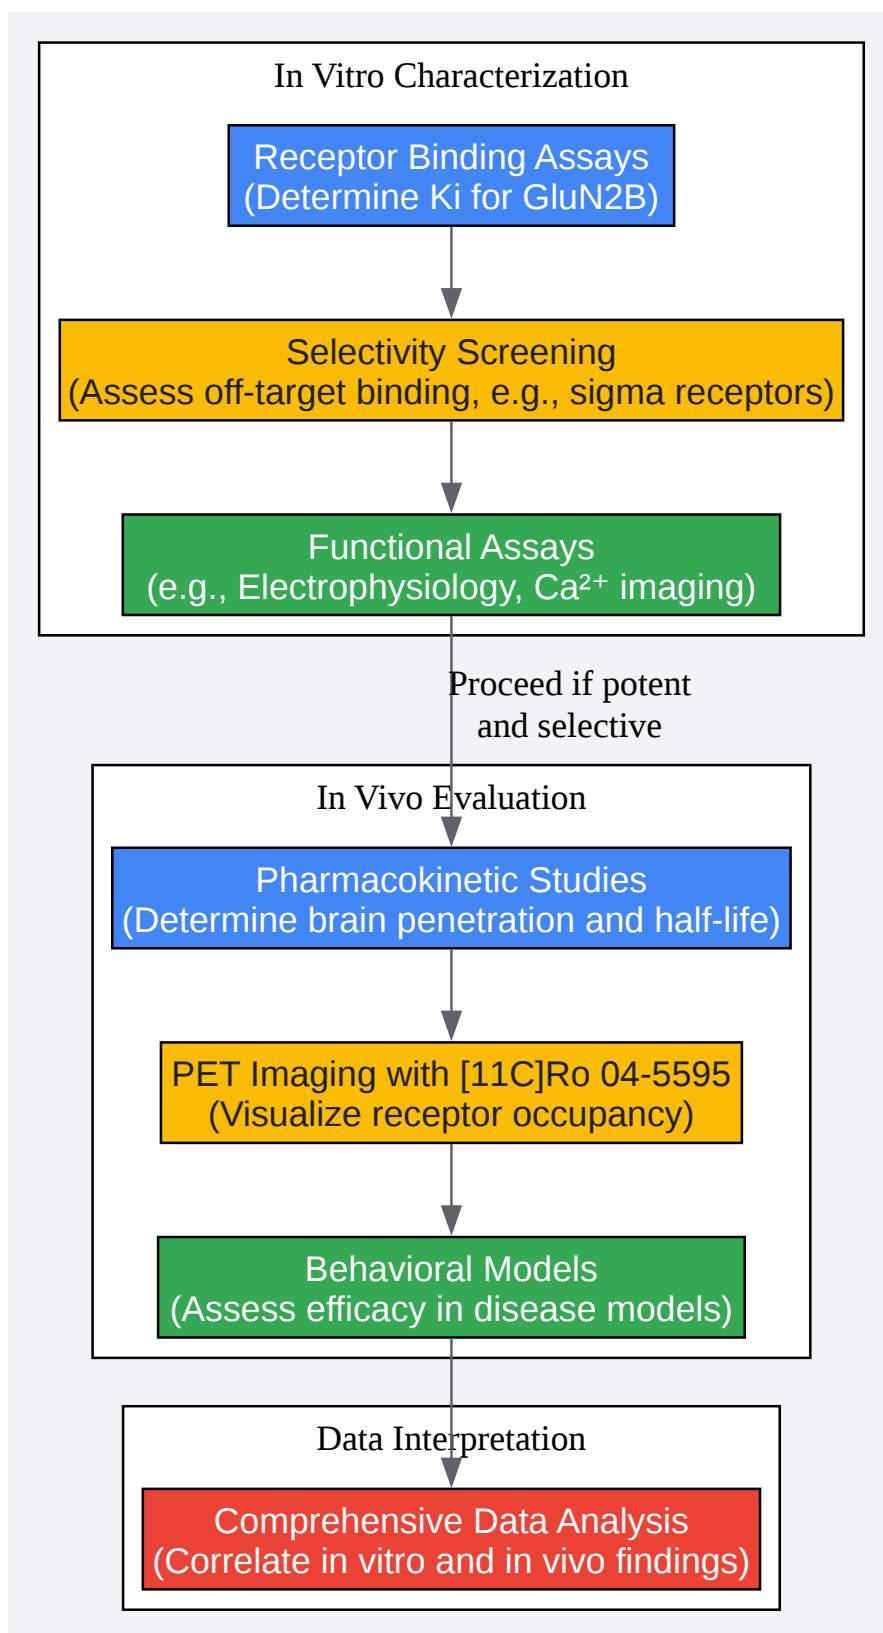 In Vitro Characterization
Receptor Binding Assays
(Determine Ki for GluN2B)
Selectivity Screening
(Assess off-target binding, e.g., sigma receptors)
Functional Assays
(e.g., Electrophysiology, Ca²⁺ imaging)
Proceed if potent
and selective
In Vivo Evaluation
Pharmacokinetic Studies
(Determine brain penetration and half-life)
PET Imaging with [11C]Ro 04-5595
(Visualize receptor occupancy)
Behavioral Models
(Assess efficacy in disease models)
Data Interpretation
Comprehensive Data Analysis
(Correlate in vitro and in vivo findings)